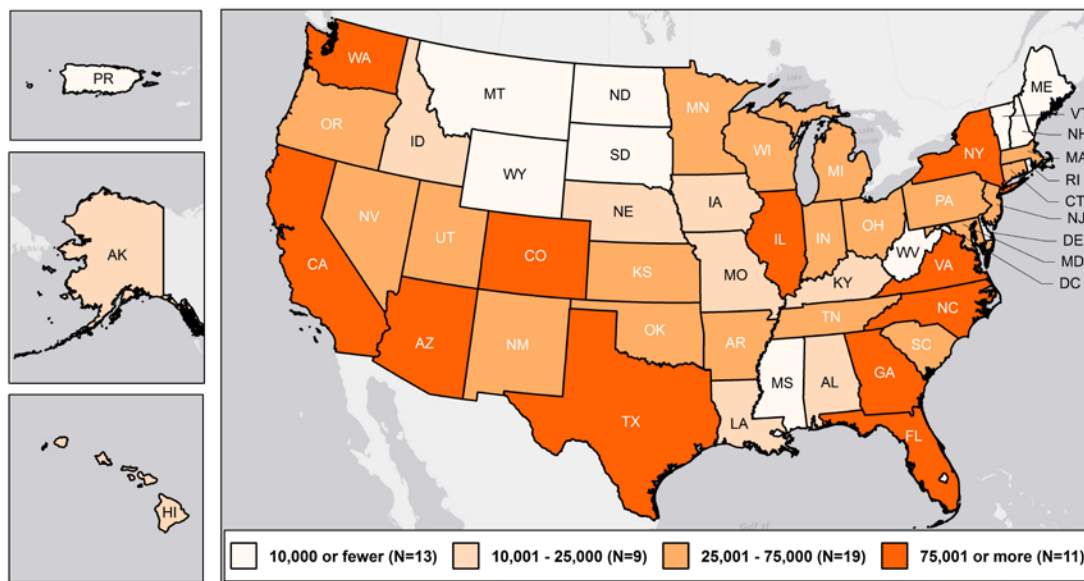 PR
AK
HI
WA
MT
ND
MN
ME
VT
NH
MA
RI
CT
NJ
DE
MD
DC
OR
ID
SD
WI
MI
NY
WY
NE
IA
PA
NV
UT
CO
KS
IL
IN
OH
WV
VA
CA
MO
KY
NC
AZ
NM
OK
AR
TN
SC
TX
LA
MS
AL
GA
FL
Gulf of
10,000 or fewer (N=13)
10,001 - 25,000 (N=9)
25,001 - 75,000 (N=19)
75,001 or more (N=11)